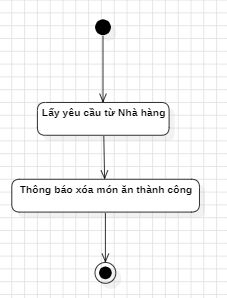 Lấy yêu cầu từ Nhà hàng
Thông báo xóa món ăn thành công